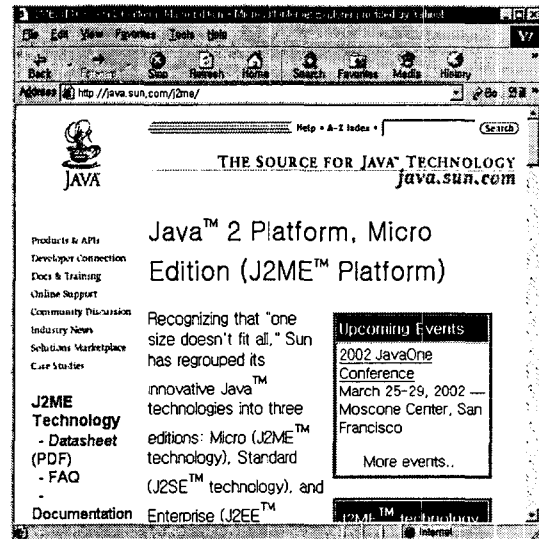 File Edit View Favorites Tools Help
Back Forward Stop Refresh Home Search Favorites Media History
Address http://java.sun.com/j2me/
Help • A-Z Index • Search
JAVA
THE SOURCE FOR JAVA™ TECHNOLOGY
java.sun.com
Products & APIs
Developer Connection
Docs & Training
Online Support
Community Discussion
Industry News
Solutions Marketplace
Case Studies
J2ME
Technology
- Datasheet
(PDF)
- FAQ
-
Documentation
Java™ 2 Platform, Micro
Edition (J2ME™ Platform)
Recognizing that "one
size doesn't fit all," Sun
has regrouped its
innovative Java™
technologies into three
editions: Micro (J2ME™
technology), Standard
(J2SE™ technology), and
Enterprise (J2EE™
Upcoming Events
2002 JavaOne
Conference
March 25-29, 2002 —
Moscone Center, San
Francisco
More events..
J2ME™ technology
Internet